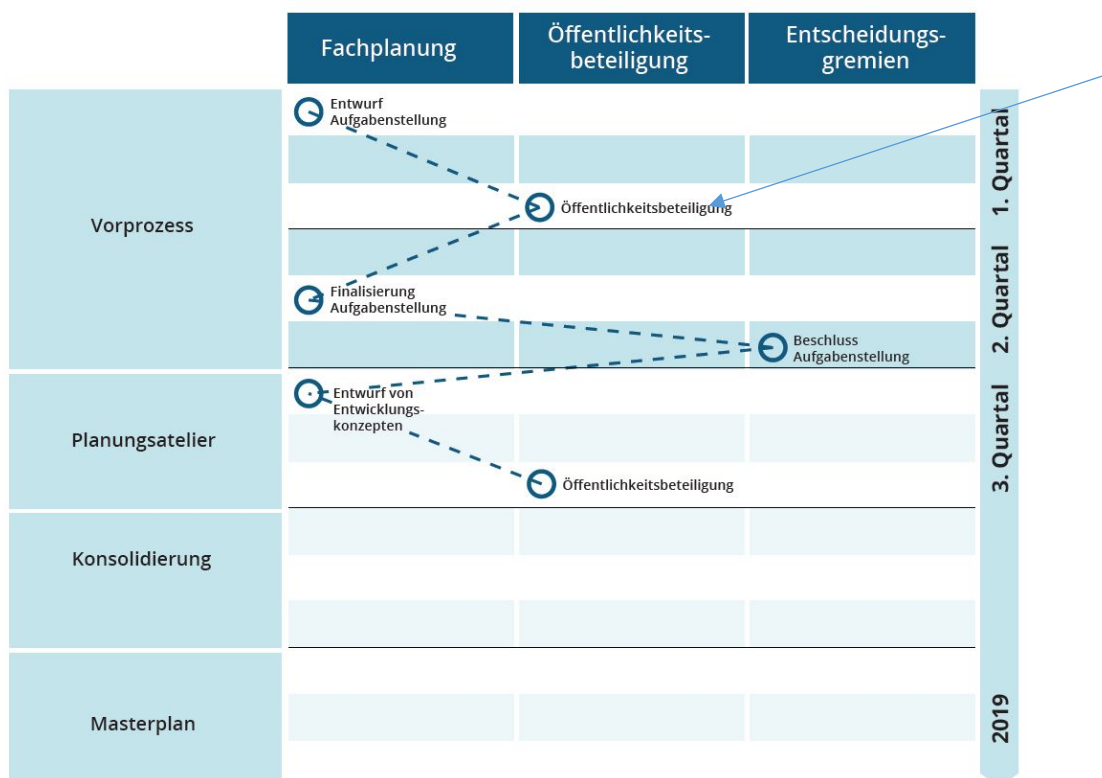 Fachplanung
Öffentlichkeits-
beteiligung
Entscheidungs-
gremien
Vorprozess
Entwurf
Aufgabenstellung
Öffentlichkeitsbeteiligung
1. Quartal
Finalisierung
Aufgabenstellung
Beschluss
Aufgabenstellung
2. Quartal
Planungsatelier
Entwurf von
Entwicklungs-
konzepten
Öffentlichkeitsbeteiligung
3. Quartal
Konsolidierung
Masterplan
2019